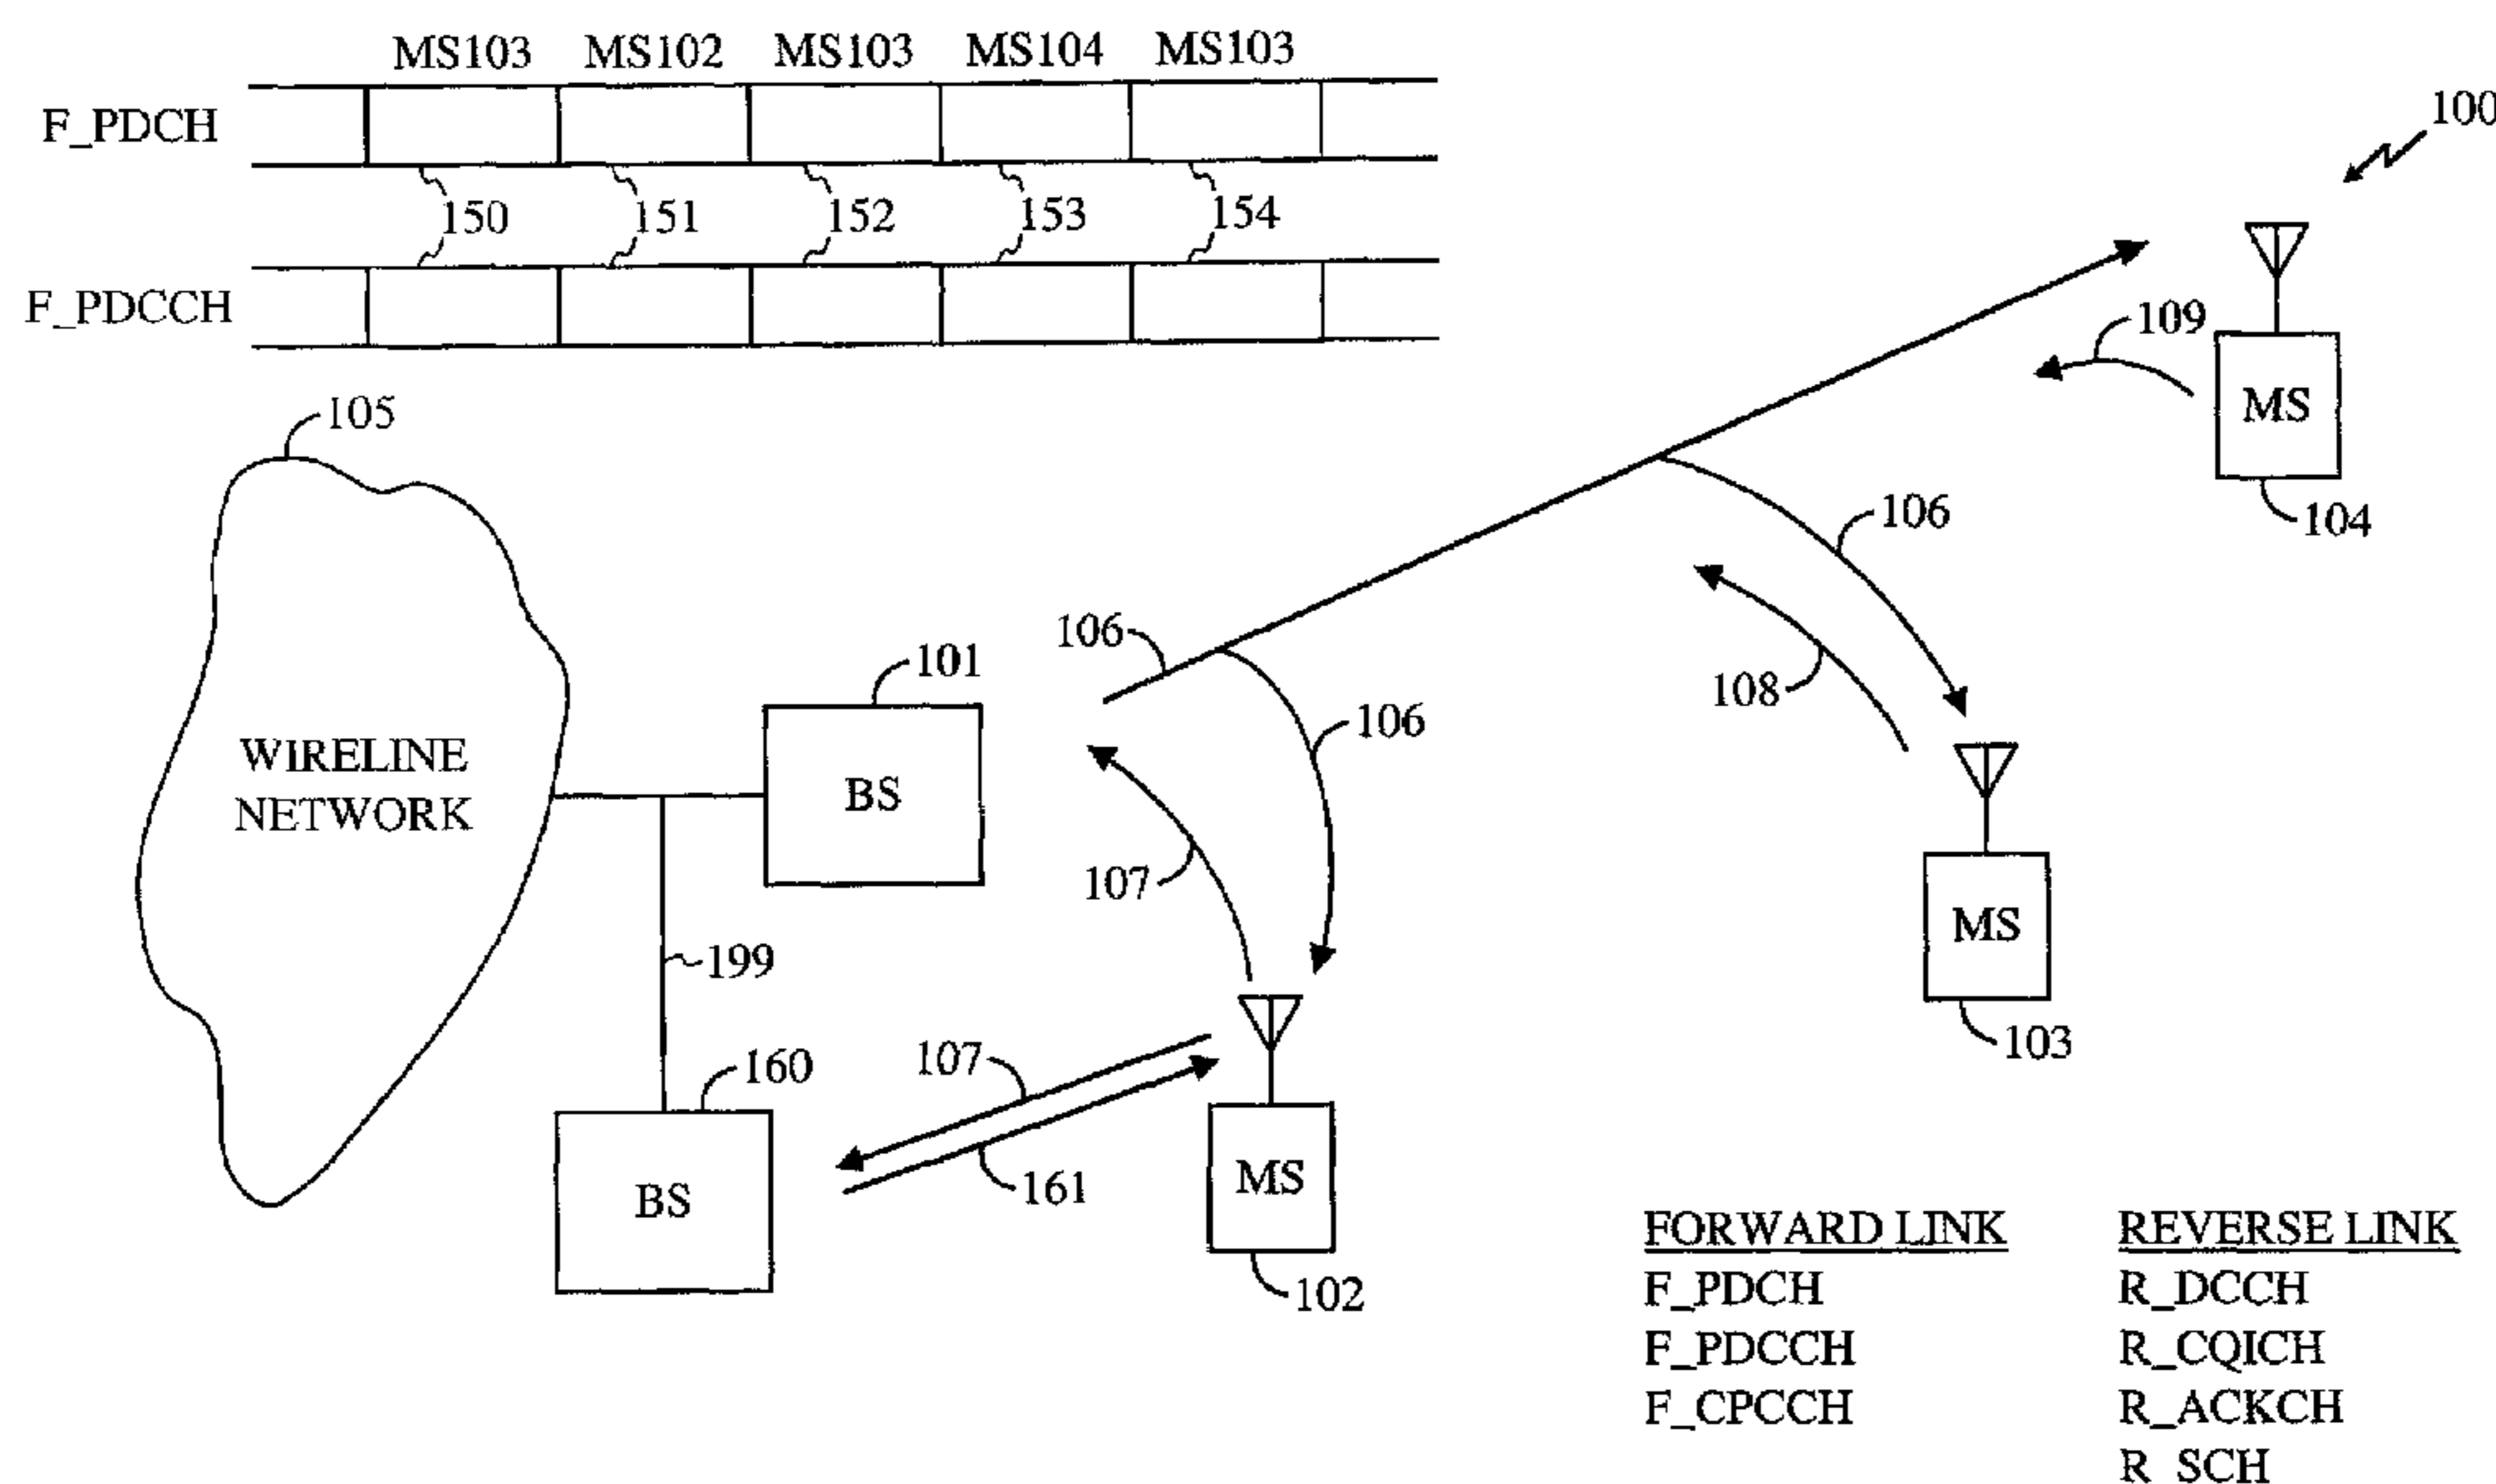 MS103 MS102 MS103 MS104 MS103
F_PDCH
100
150 151 152 153 154
F_PDCCH
109
105
MS
106
104
106
101
108
106
WIRELINE
NETWORK
BS
107
MS
199
103
107
160
MS
161
BS
102
FORWARD LINK REVERSE LINK
F_PDCH R_DCCH
F_PDCCH R_CQICH
F_CPCCH R_ACKCH
R_SCH